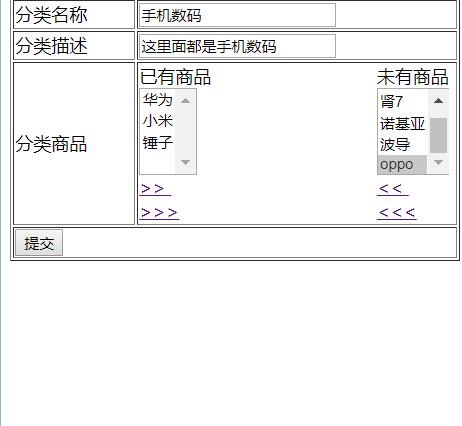 分类名称 手机数码
分类描述 这里面都是手机数码
分类商品
已有商品 未有商品
华为 肾7
小米 诺基亚
锤子 波导
oppo
>> <<
>>> <<<
提交